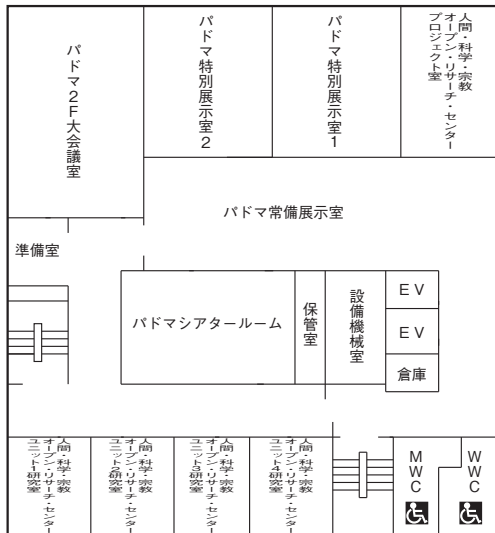 パドマ2F大会議室
パドマ特別展示室2
パドマ特別展示室1
人間・科学・宗教
オープン・リサーチ・センター
プロジェクト室
パドマ常備展示室
準備室
パドマシアタールーム
保管室
設備機械室
EV
EV
倉庫
人間・科学・宗教
オープン・リサーチ・センター
ユニット1研究室
人間・科学・宗教
オープン・リサーチ・センター
ユニット2研究室
人間・科学・宗教
オープン・リサーチ・センター
ユニット3研究室
人間・科学・宗教
オープン・リサーチ・センター
ユニット4研究室
MWC
WWC